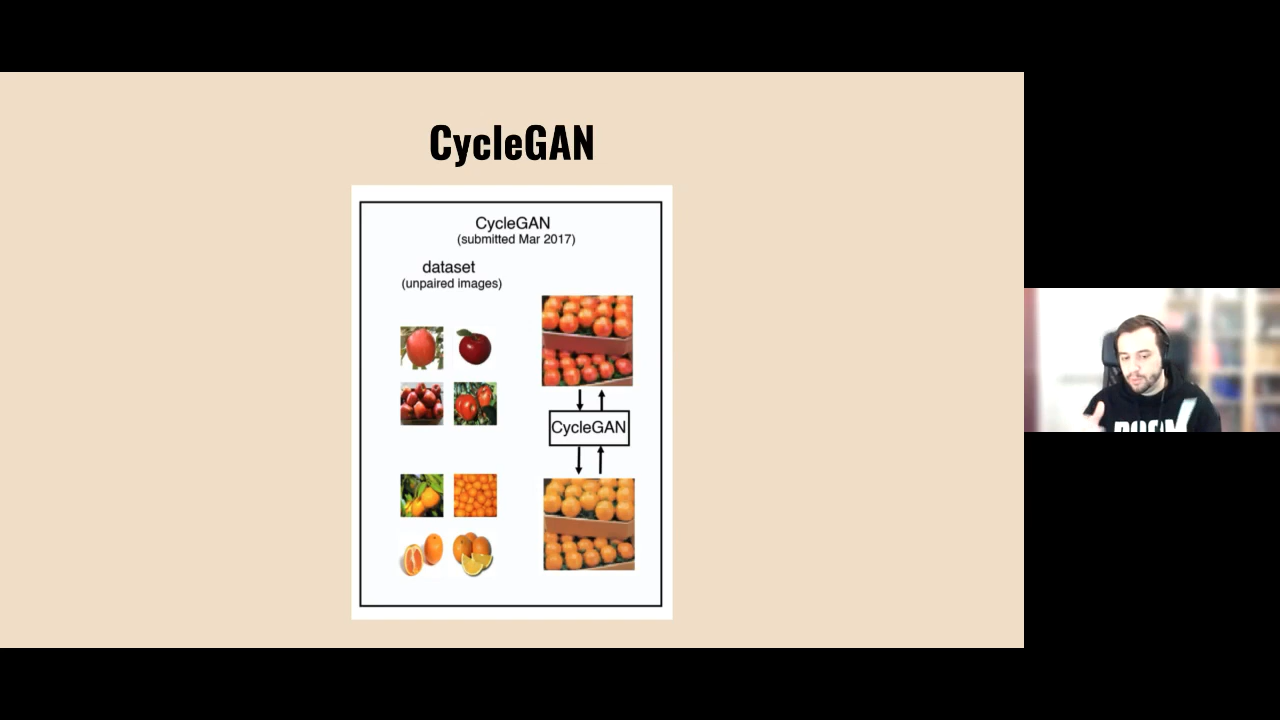 CycleGAN
CycleGAN
(submitted Mar 2017)
dataset
(unpaired images)
CycleGAN